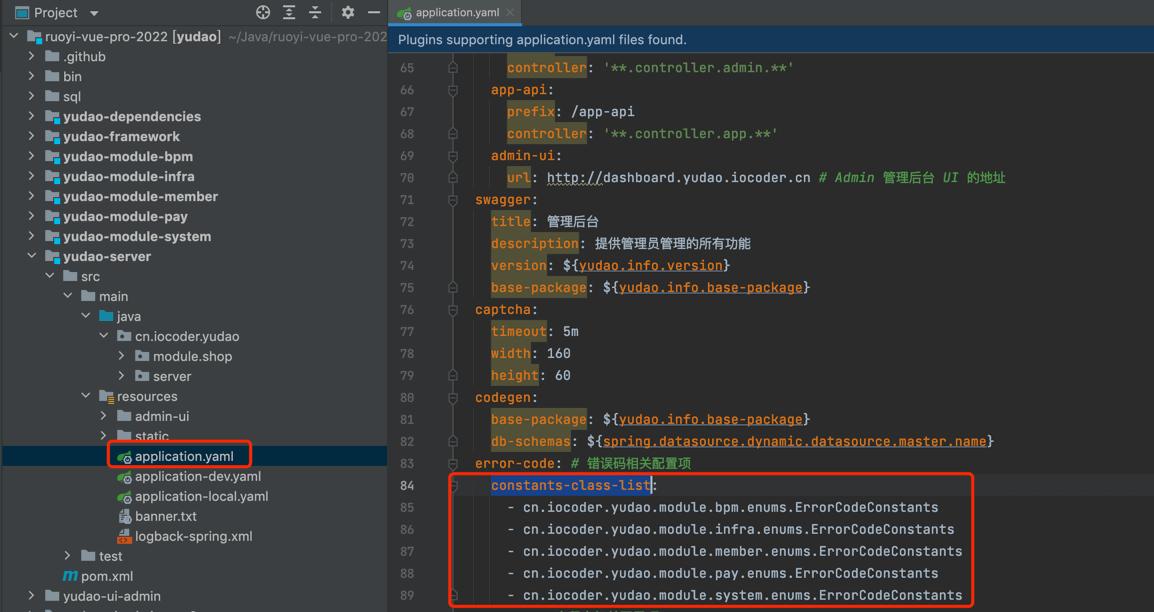 Project
ruoyi-vue-pro-2022 [yudao] ~/Java/ruoyi-vue-pro-202
.github
bin
sql
yudao-dependencies
yudao-framework
yudao-module-bpm
yudao-module-infra
yudao-module-member
yudao-module-pay
yudao-module-system
yudao-server
src
main
java
cn.iocoder.yudao
module.shop
server
resources
admin-ui
static
application.yaml
application-dev.yaml
application-local.yaml
banner.txt
logback-spring.xml
test
pom.xml
yudao-ui-admin
application.yaml
Plugins supporting application.yaml files found.
65 controller: '**.controller.admin.**'
66 app-api:
67 prefix: /app-api
68 controller: '**.controller.app.**'
69 admin-ui:
70 url: http://dashboard.yudao.iocoder.cn # Admin 管理后台 UI 的地址
71 swagger:
72 title: 管理后台
73 description: 提供管理员管理的所有功能
74 version: ${yudao.info.version}
75 base-package: ${yudao.info.base-package}
76 captcha:
77 timeout: 5m
78 width: 160
79 height: 60
80 codegen:
81 base-package: ${yudao.info.base-package}
82 db-schemas: ${spring.datasource.dynamic.datasource.master.name}
83 error-code: # 错误码相关配置项
84 constants-class-list:
85 - cn.iocoder.yudao.module.bpm.enums.ErrorCodeConstants
86 - cn.iocoder.yudao.module.infra.enums.ErrorCodeConstants
87 - cn.iocoder.yudao.module.member.enums.ErrorCodeConstants
88 - cn.iocoder.yudao.module.pay.enums.ErrorCodeConstants
89 - cn.iocoder.yudao.module.system.enums.ErrorCodeConstants